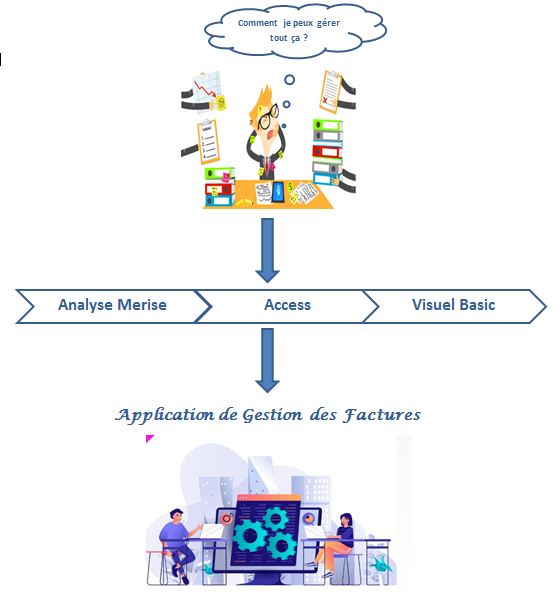 Comment je peux gérer
tout ça ?
Analyse Merise
Access
Visuel Basic
Application de Gestion des Factures